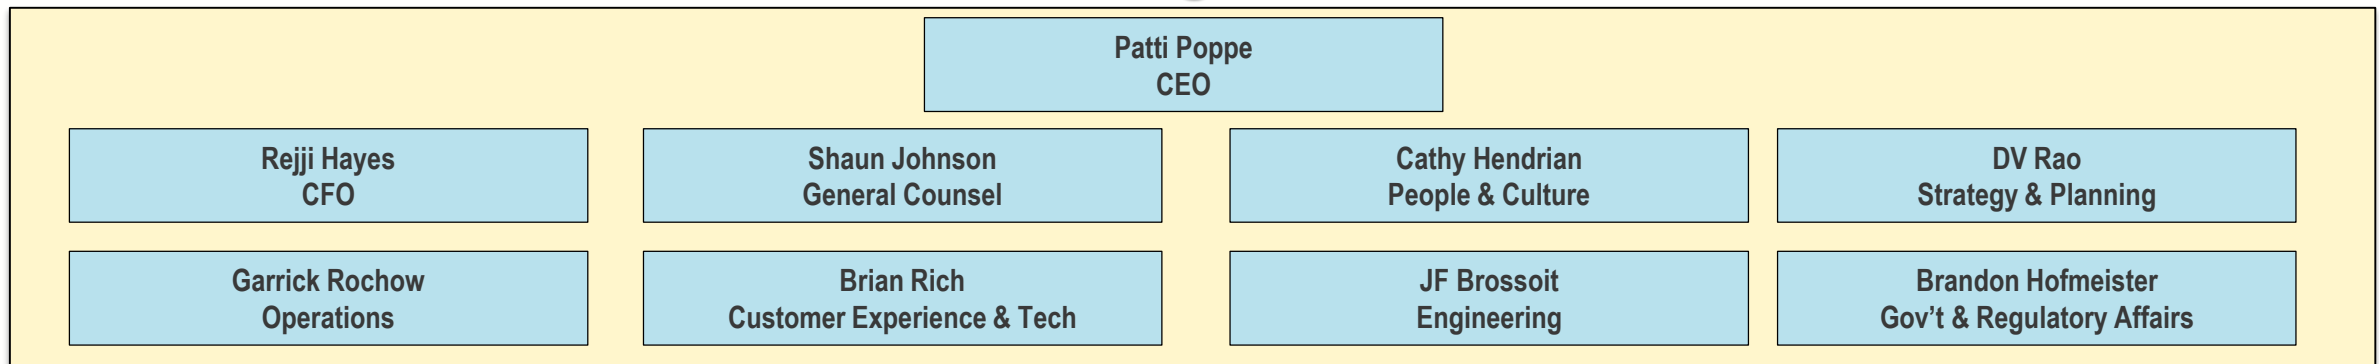 Patti Poppe
CEO
Rejji Hayes
CFO
Shaun Johnson
General Counsel
Cathy Hendrian
People & Culture
DV Rao
Strategy & Planning
Garrick Rochow
Operations
Brian Rich
Customer Experience & Tech
JF Brossoit
Engineering
Brandon Hofmeister
Gov’t & Regulatory Affairs